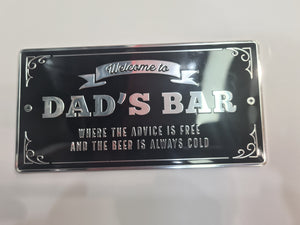 Welcome to
DAD'S BAR
WHERE THE ADVICE IS FREE
AND THE BEER IS ALWAYS COLD